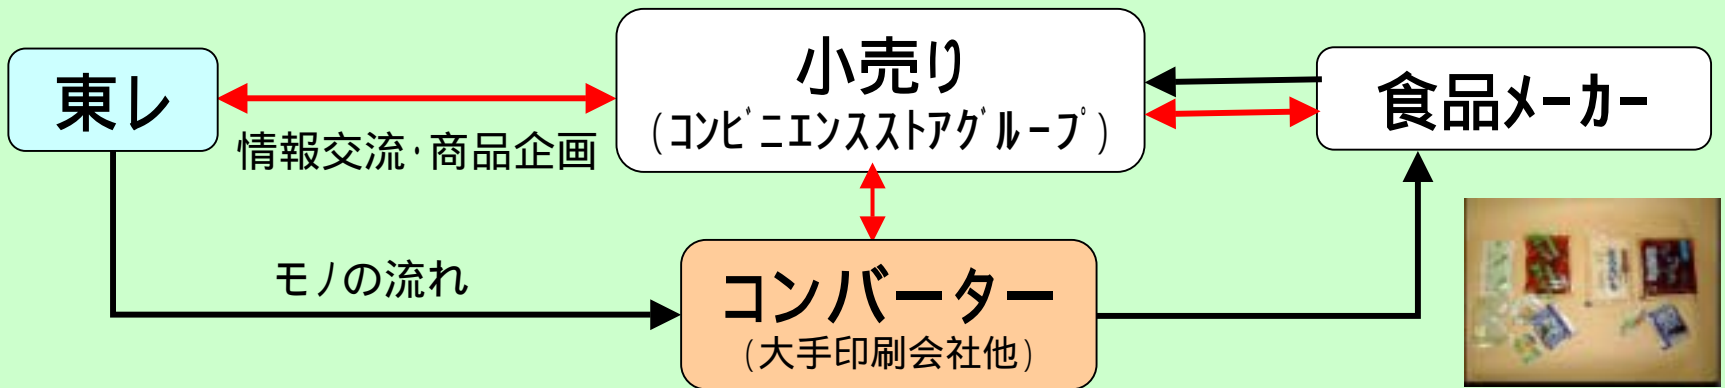 東レ
小売り
(コンビニエンスストアグループ)
食品メーカー
情報交流・商品企画
モノの流れ
コンバーター
(大手印刷会社他)